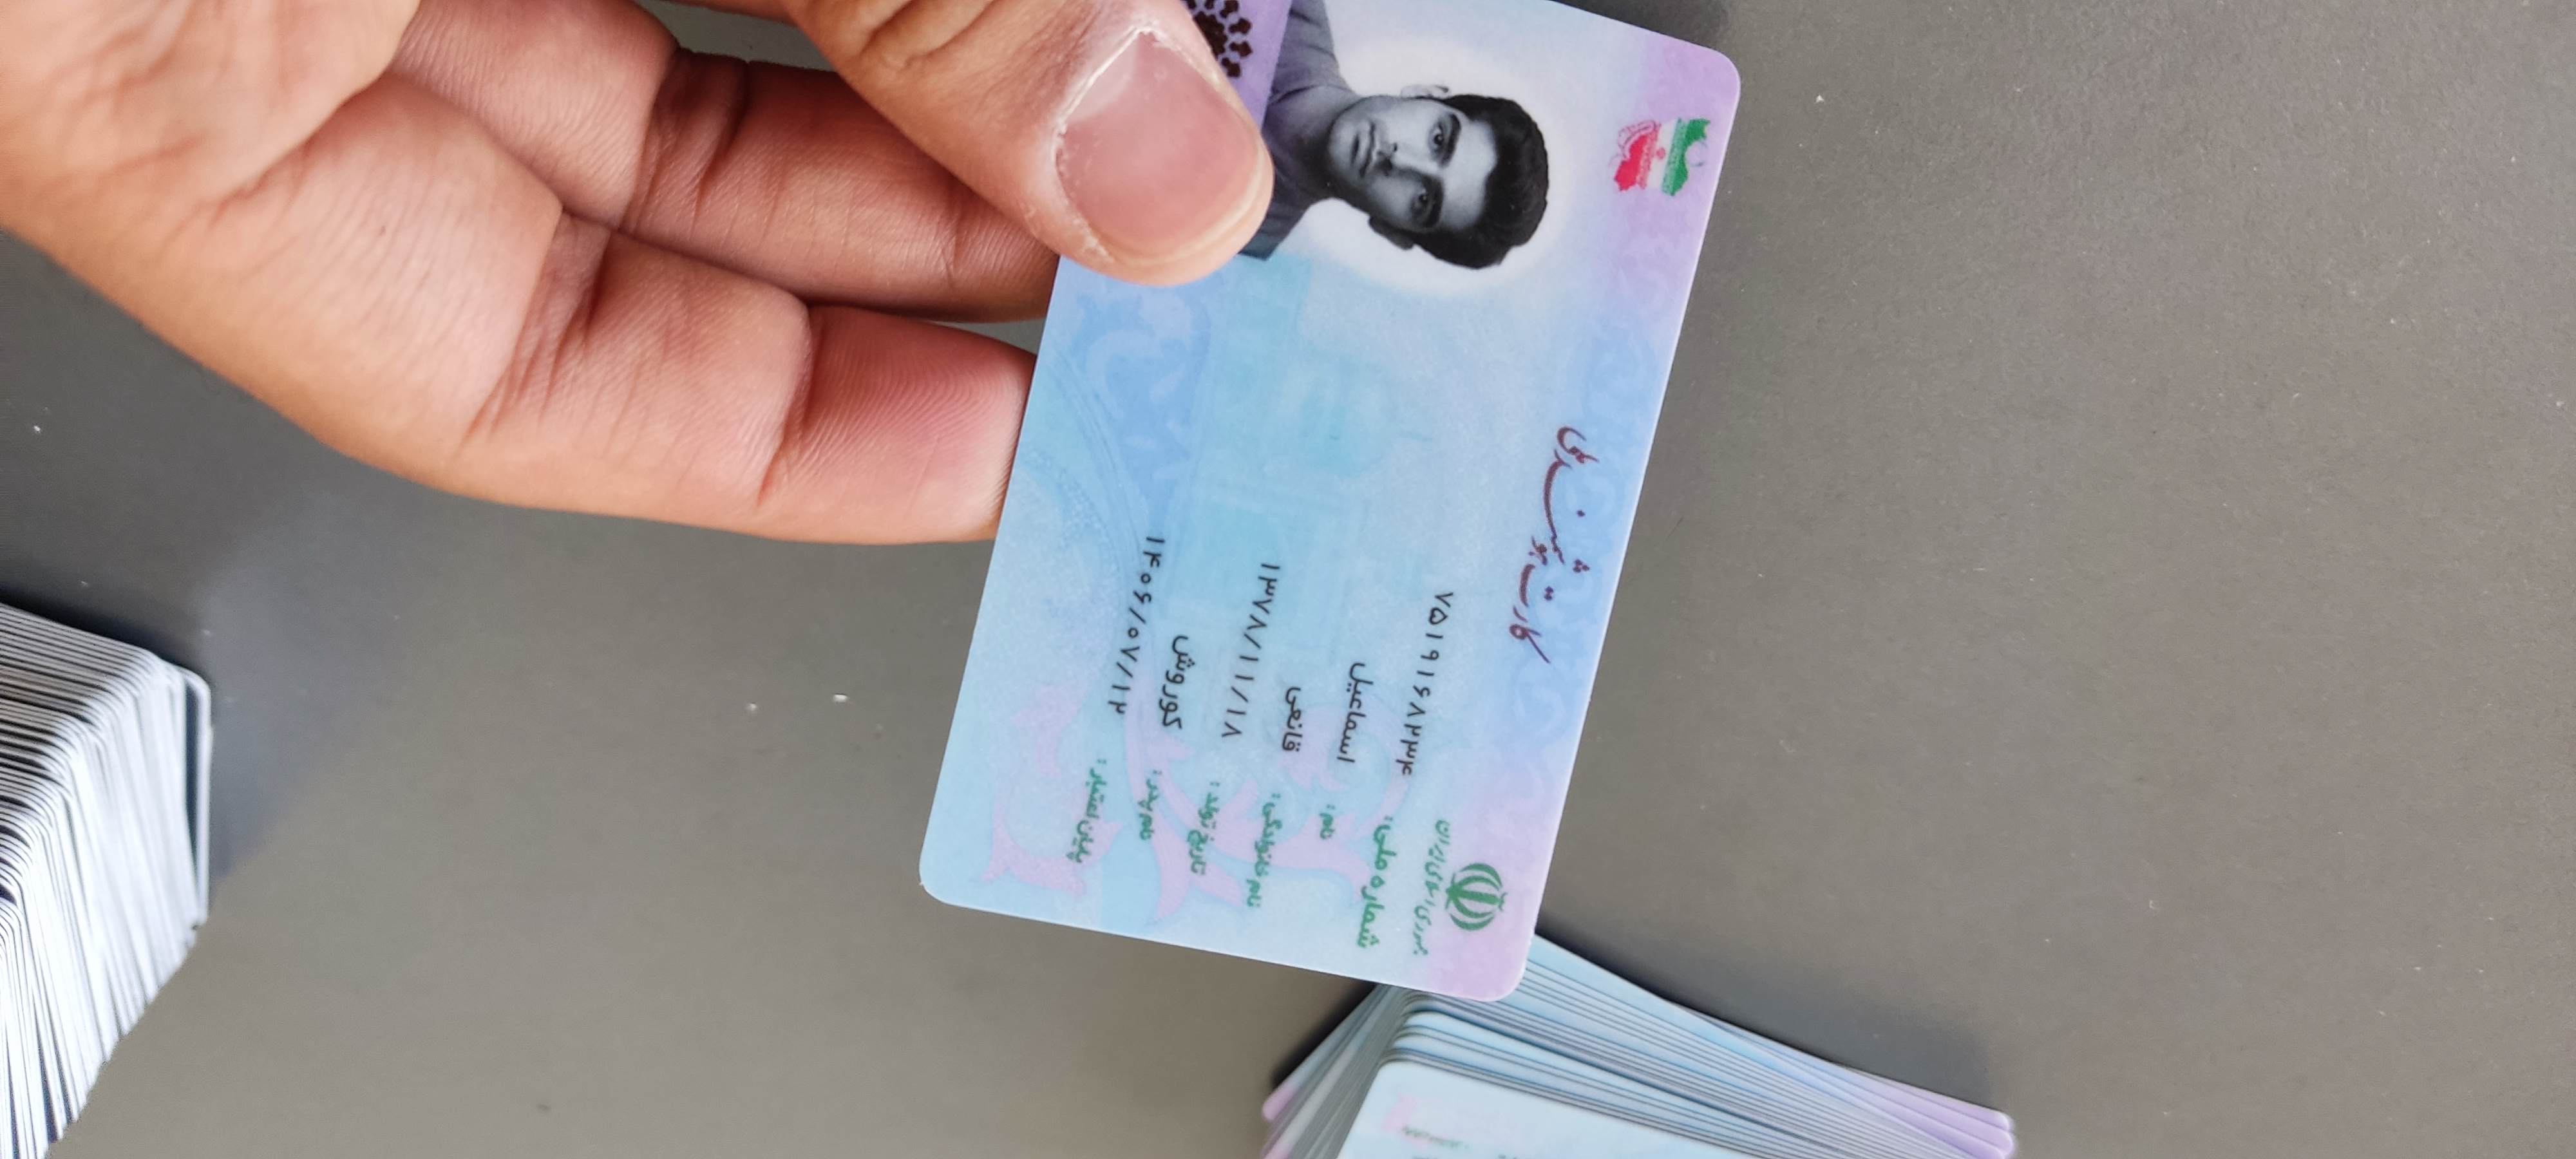 جمهوری اسلامی ایران
کارت هوشمند ملی
شماره ملی: ۷۵۱۹۱۶۸۲۳۴
نام: اسماعیل
نام خانوادگی: قانعی
تاریخ تولد: ۱۳۷۸/۱۱/۱۸
نام پدر: کوروش
پایان اعتبار: ۱۴۰۶/۰۷/۱۲